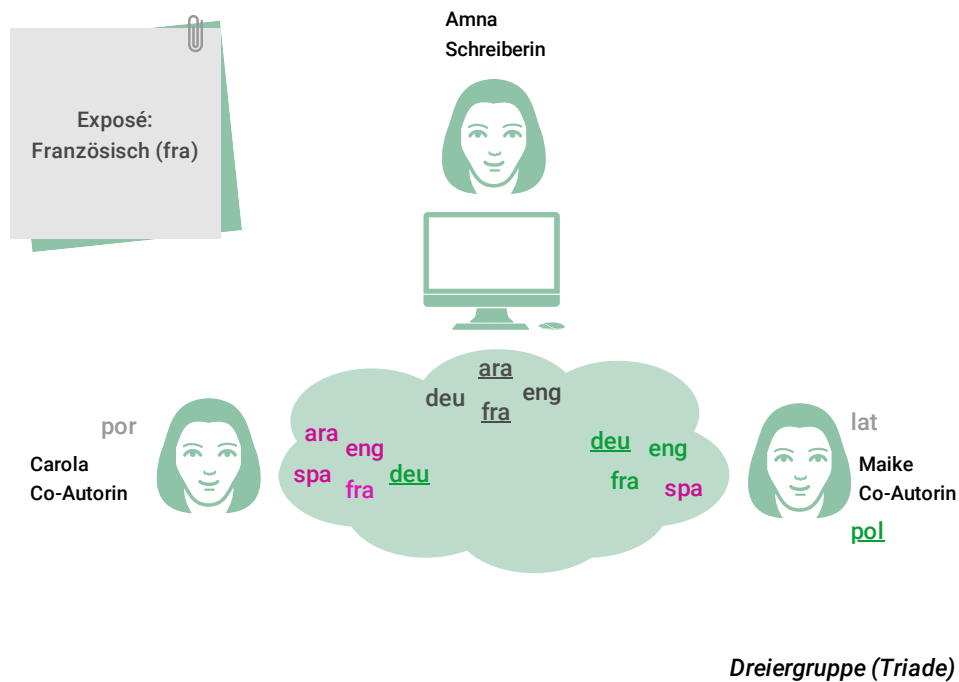 Amna
Schreiberin
Exposé:
Französisch (fra)
ara
deu
eng
fra
por
Carola
Co-Autorin
ara
eng
spa
fra
deu
deu
eng
fra
spa
lat
Maike
Co-Autorin
pol
Dreiergruppe (Triade)